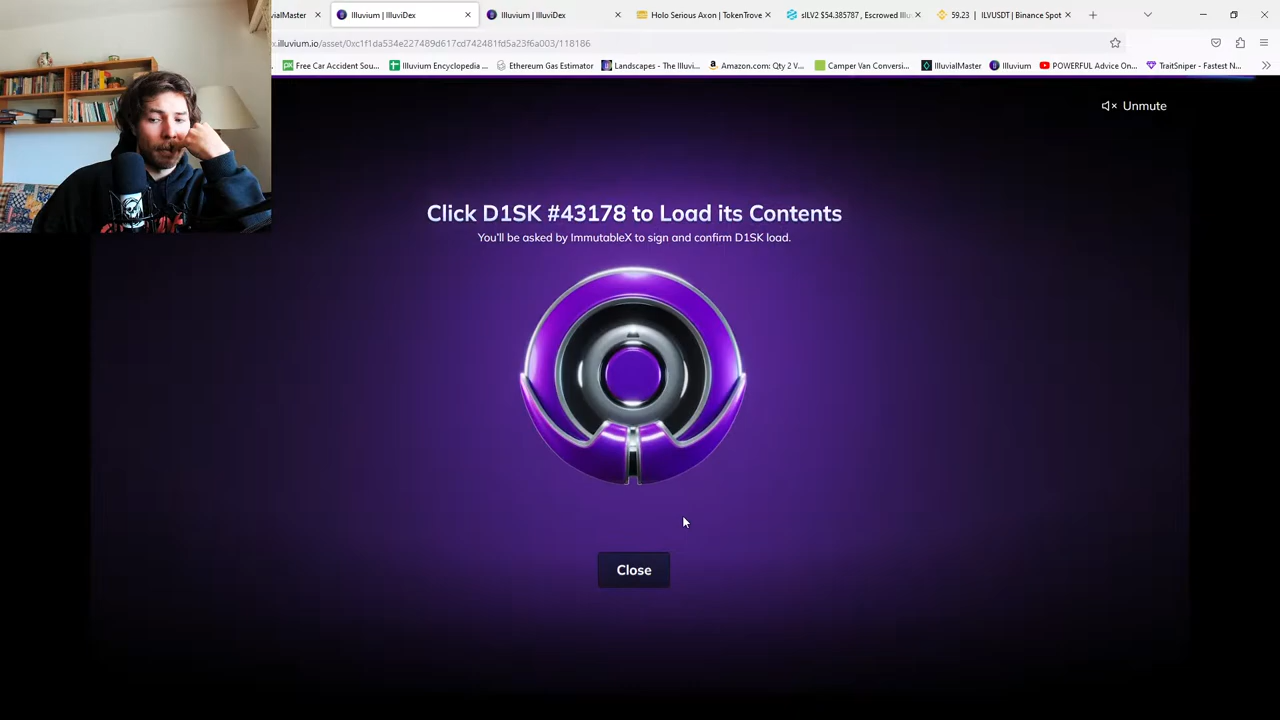 lluvialMaster
Illuvium | IlluviDex
Illuvium | IlluviDex
Holo Serious Axon | TokenTrove
sILV2 $54.385787 , Escrowed Illu
59.23 | ILVUSDT | Binance Spot
.illuvium.io/asset/0xc1f1da534e227489d617cd742481fd5a23f6a003/118186
Free Car Accident Sou...
Illuvium Encyclopedia ...
Ethereum Gas Estimator
Landscapes - The Illuvi...
Amazon.com: Qty 2 V...
Camper Van Conversi...
IlluvialMaster
Illuvium
POWERFUL Advice On...
TraitSniper - Fastest N...
Unmute
Click D1SK #43178 to Load its Contents
You'll be asked by ImmutableX to sign and confirm D1SK load.
Close